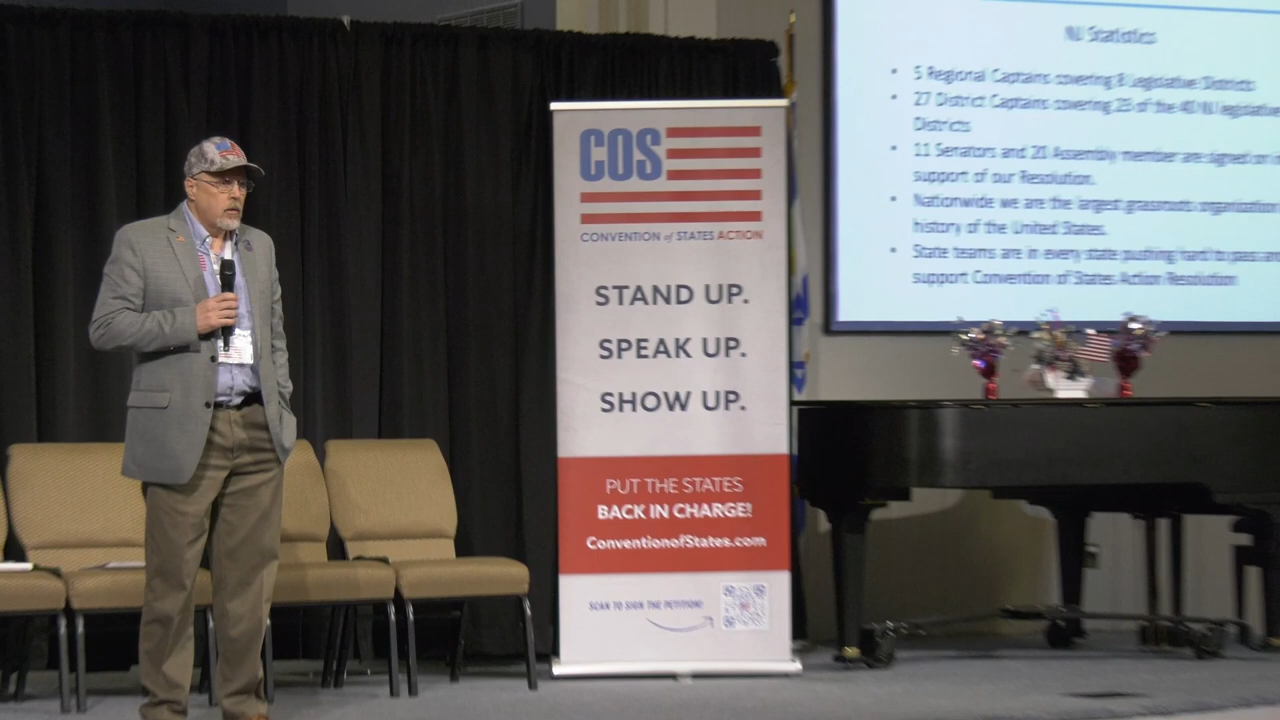 COS
CONVENTION of STATES ACTION
STAND UP.
SPEAK UP.
SHOW UP.
PUT THE STATES
BACK IN CHARGE!
ConventionofStates.com
SCAN TO SIGN THE PETITION!
NJ Statistics
• 5 Regional Captains covering 8 Legislative Districts
• 27 District Captains covering of the 40 NJ legislative
Districts
• 11 Senators and 20 Assembly member are signed on
support of our Resolution.
• Nationwide we are the largest grassroots organization
history of the United States.
• State teams are in every state pushing hard to pass
support Convention of States Action Resolution